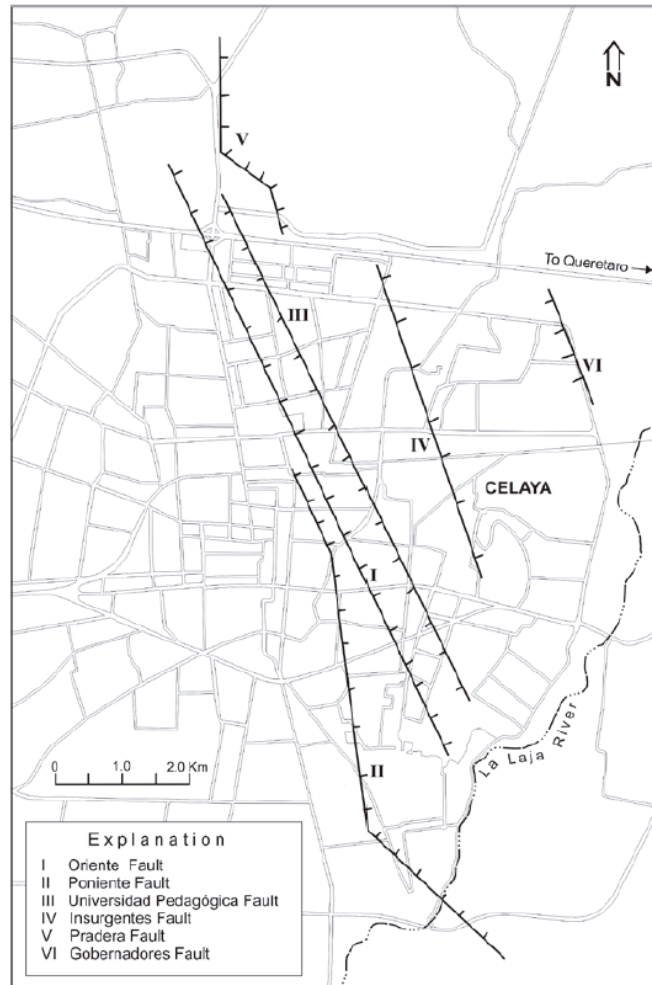 N
V
To Queretaro
III
VI
IV
CELAYA
I
La Laja River
0 1.0 2.0 Km
II
Explanation
I Oriente Fault
II Poniente Fault
III Universidad Pedagógica Fault
IV Insurgentes Fault
V Pradera Fault
VI Gobernadores Fault